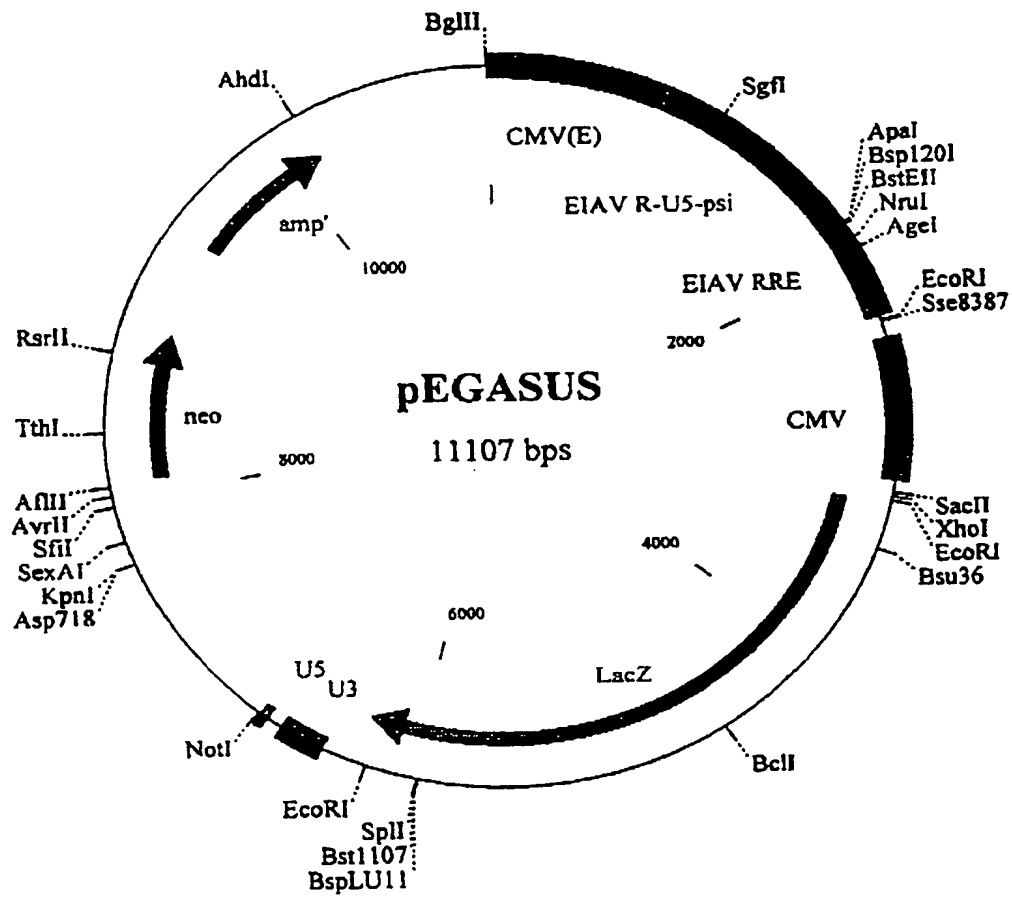 BglII
AhdI
SgfI
CMV(E)
ApaI
Bsp120I
BstEII
NruI
AgeI
EIAV R-U5-psi
amp'
10000
EIAV RRE
EcoRI
Sse8387
2000
RsrII
pEGASUS
neo
CMV
TthI
11107 bps
8000
AflII
AvrII
SfiI
SexAI
KpnI
Asp718
SacII
XhoI
EcoRI
Bsu36
4000
6000
U5
U3
LacZ
NotI
BclI
EcoRI
SplI
Bst1107
BspLU11